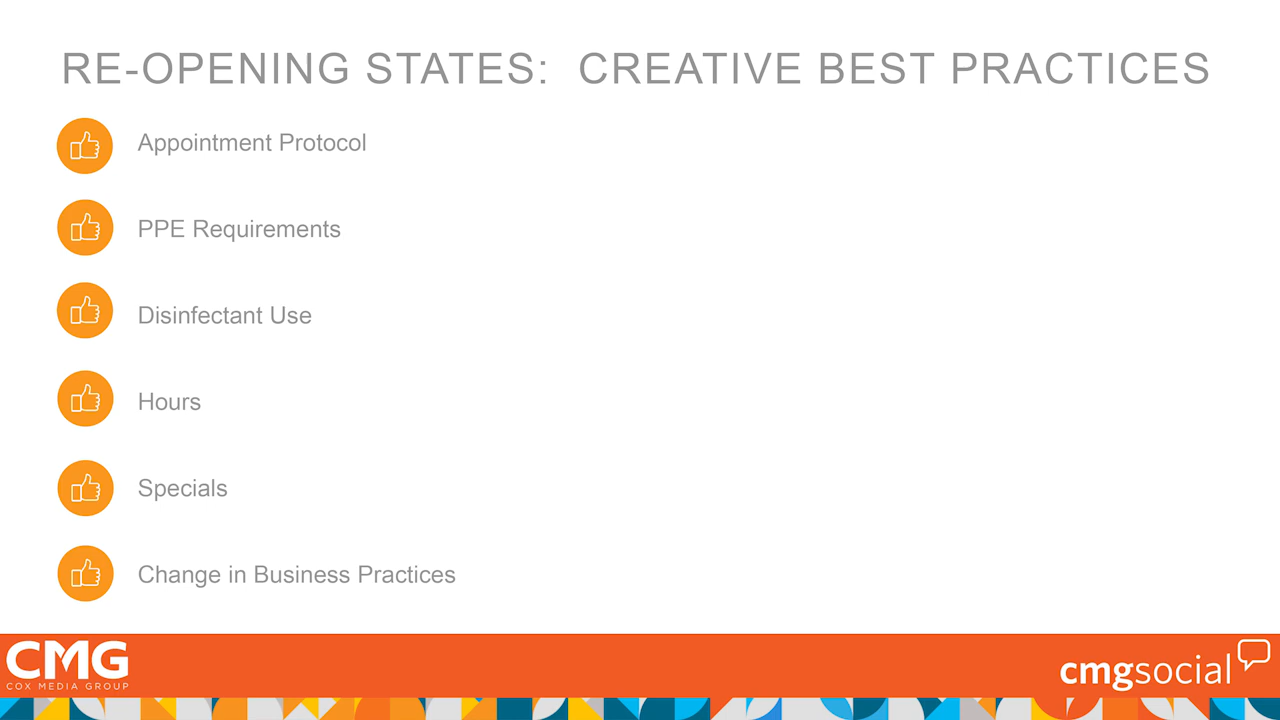 RE-OPENING STATES:  CREATIVE BEST PRACTICES
Appointment Protocol
PPE Requirements
Disinfectant Use
Hours
Specials
Change in Business Practices
CMG
COX MEDIA GROUP
cmgsocial